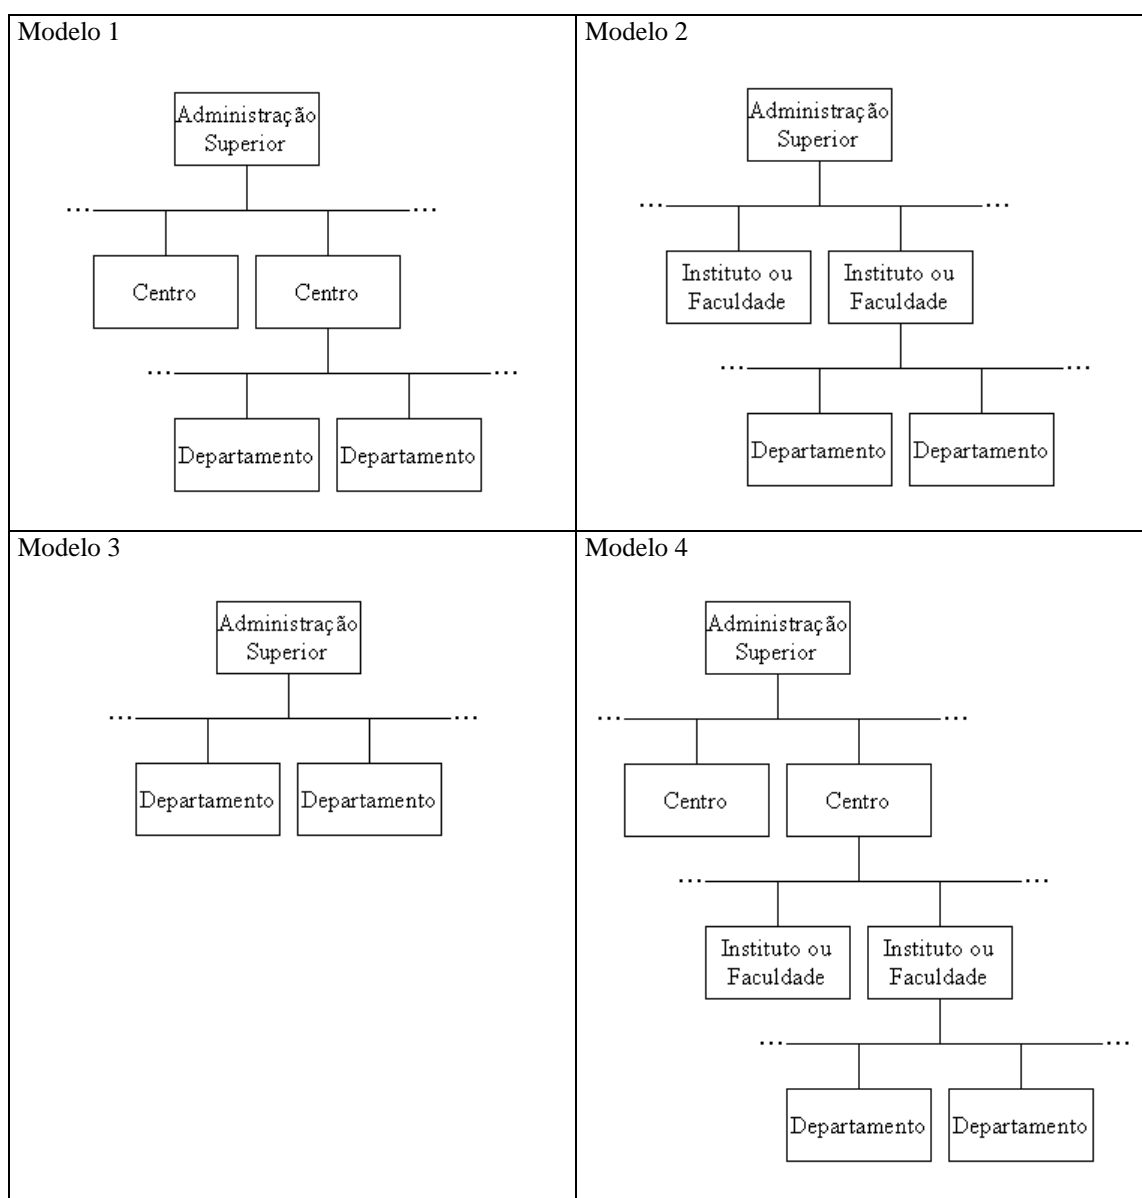 Modelo 1
Administração
Superior
... ...
Centro Centro
... ...
Departamento Departamento
Modelo 2
Administração
Superior
... ...
Instituto ou Instituto ou
Faculdade Faculdade
... ...
Departamento Departamento
Modelo 3
Administração
Superior
... ...
Departamento Departamento
Modelo 4
Administração
Superior
... ...
Centro Centro
... ...
Instituto ou Instituto ou
Faculdade Faculdade
... ...
Departamento Departamento